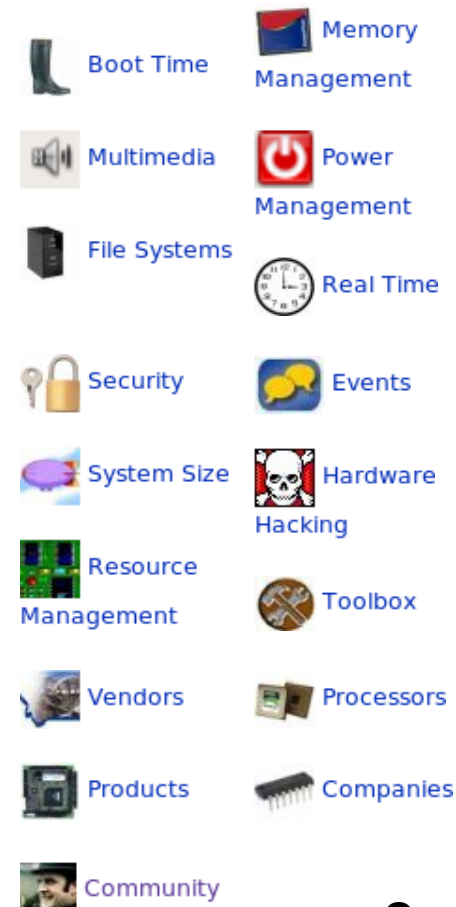 Boot Time
Multimedia
File Systems
Security
System Size
Resource
Management
Vendors
Products
Community
Memory
Management
Power
Management
Real Time
Events
Hardware
Hacking
Toolbox
Processors
Companies